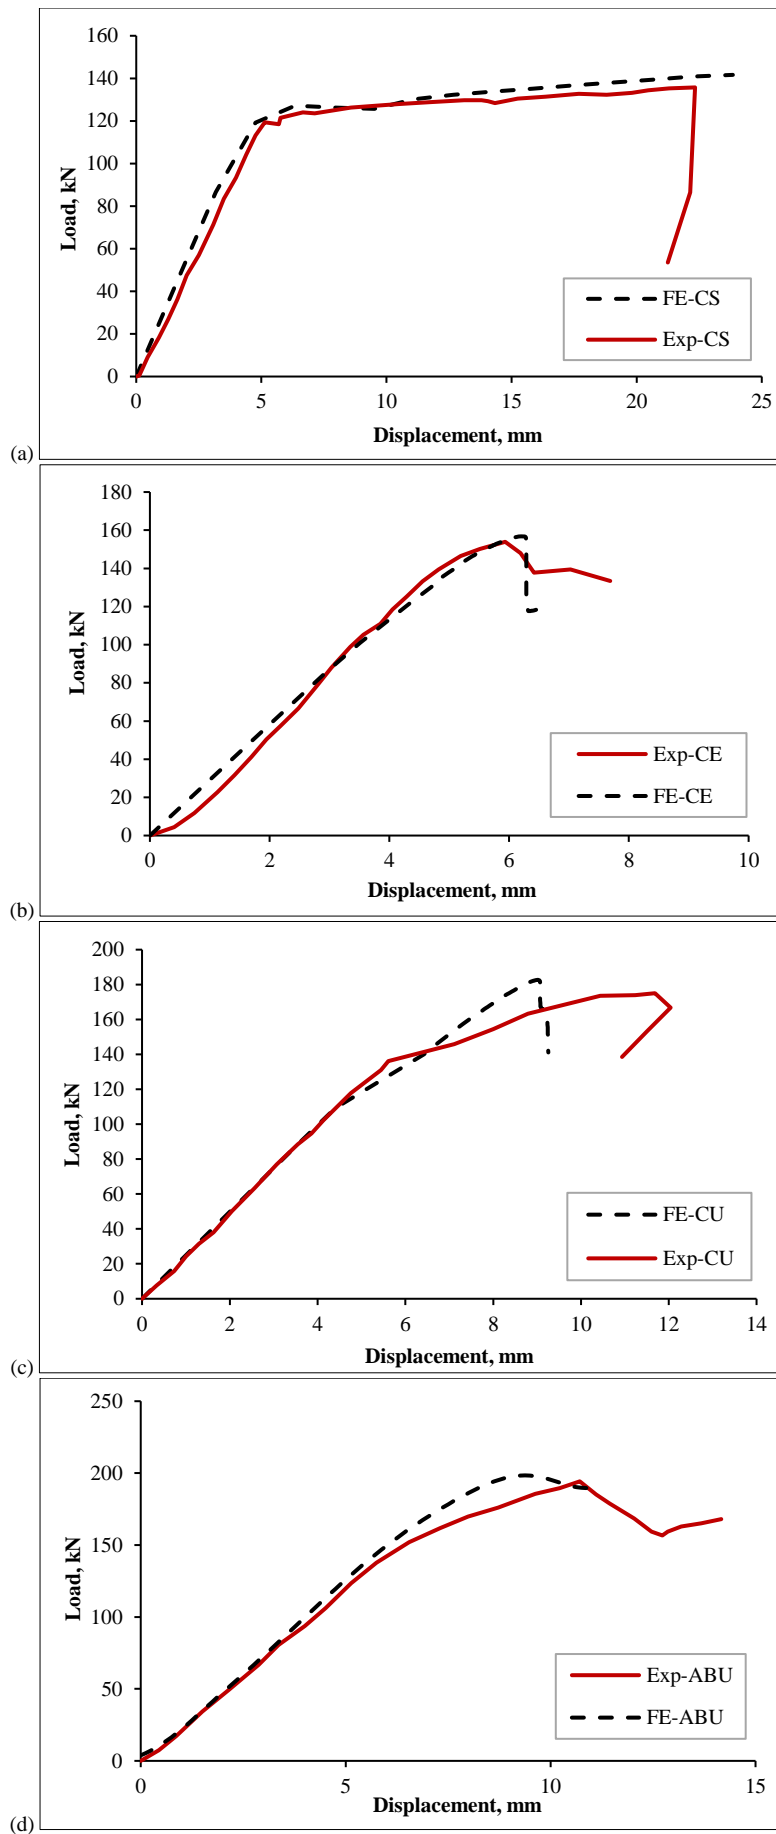 160
140
120
100
80
60
40
20
0
Load, kN
0 5 10 15 20 25
Displacement, mm
FE-CS
Exp-CS
(a)
180
160
140
120
100
80
60
40
20
0
Load, kN
0 2 4 6 8 10
Displacement, mm
Exp-CE
FE-CE
(b)
200
180
160
140
120
100
80
60
40
20
0
Load, kN
0 2 4 6 8 10 12 14
Displacement, mm
FE-CU
Exp-CU
(c)
250
200
150
100
50
0
Load, kN
0 5 10 15
Displacement, mm
Exp-ABU
FE-ABU
(d)